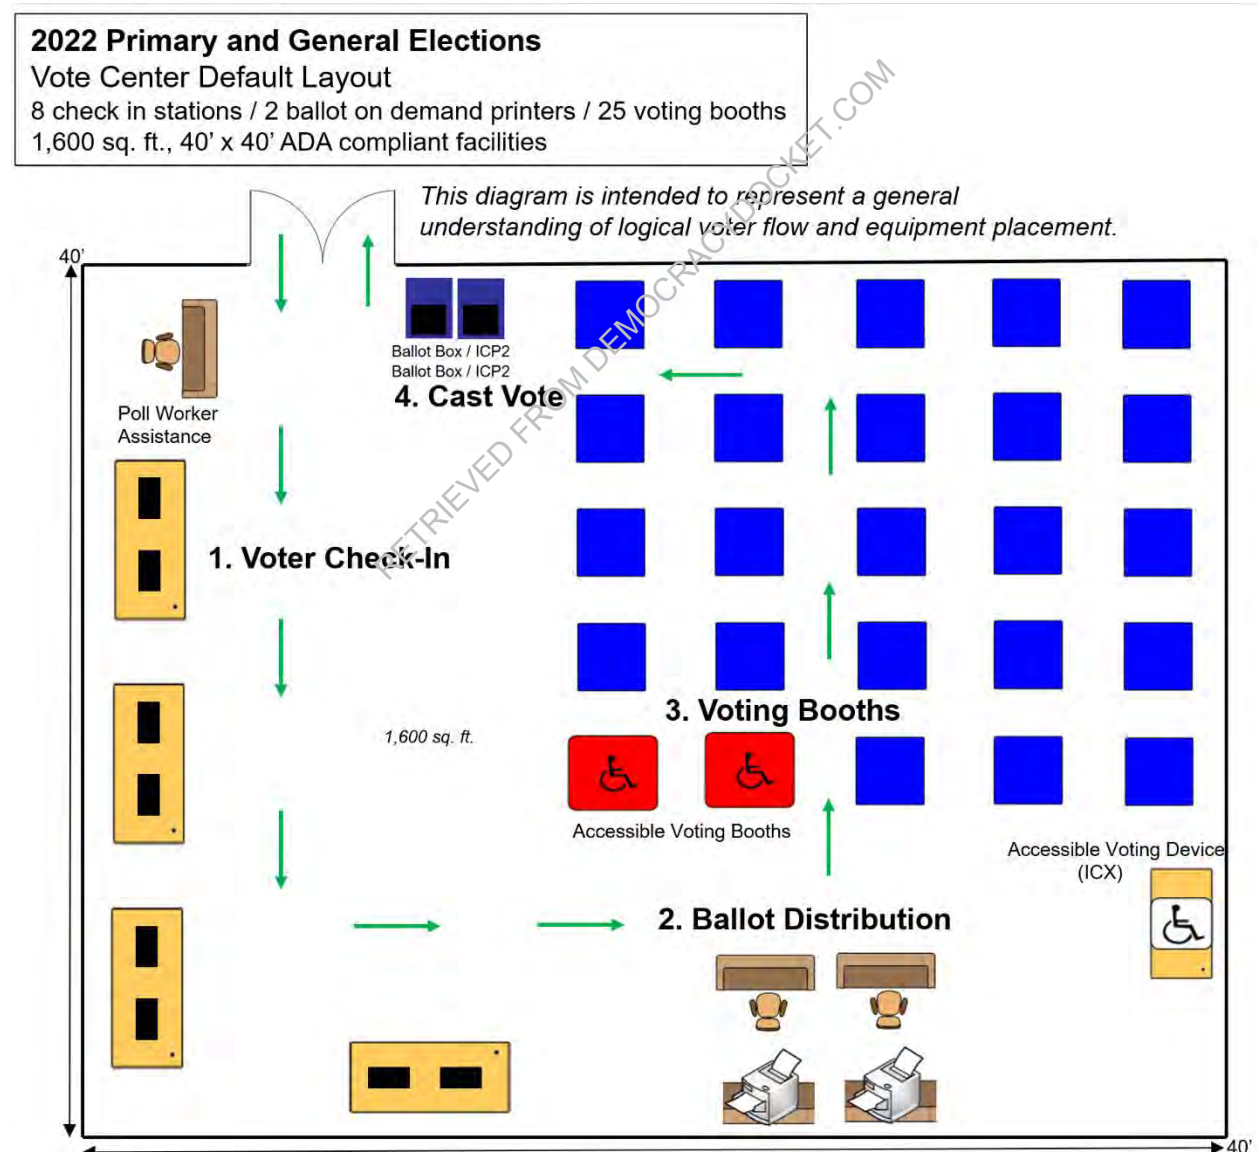 2022 Primary and General Elections
Vote Center Default Layout
8 check in stations / 2 ballot on demand printers / 25 voting booths
1,600 sq. ft., 40’ x 40’ ADA compliant facilities
This diagram is intended to represent a general
understanding of logical voter flow and equipment placement.
40’
Ballot Box / ICP2
Ballot Box / ICP2
4. Cast Vote
Poll Worker
Assistance
1. Voter Check-In
3. Voting Booths
1,600 sq. ft.
Accessible Voting Booths
Accessible Voting Device
(ICX)
2. Ballot Distribution
40’
RETRIEVED FROM DEMOCRACYDOCKET.COM